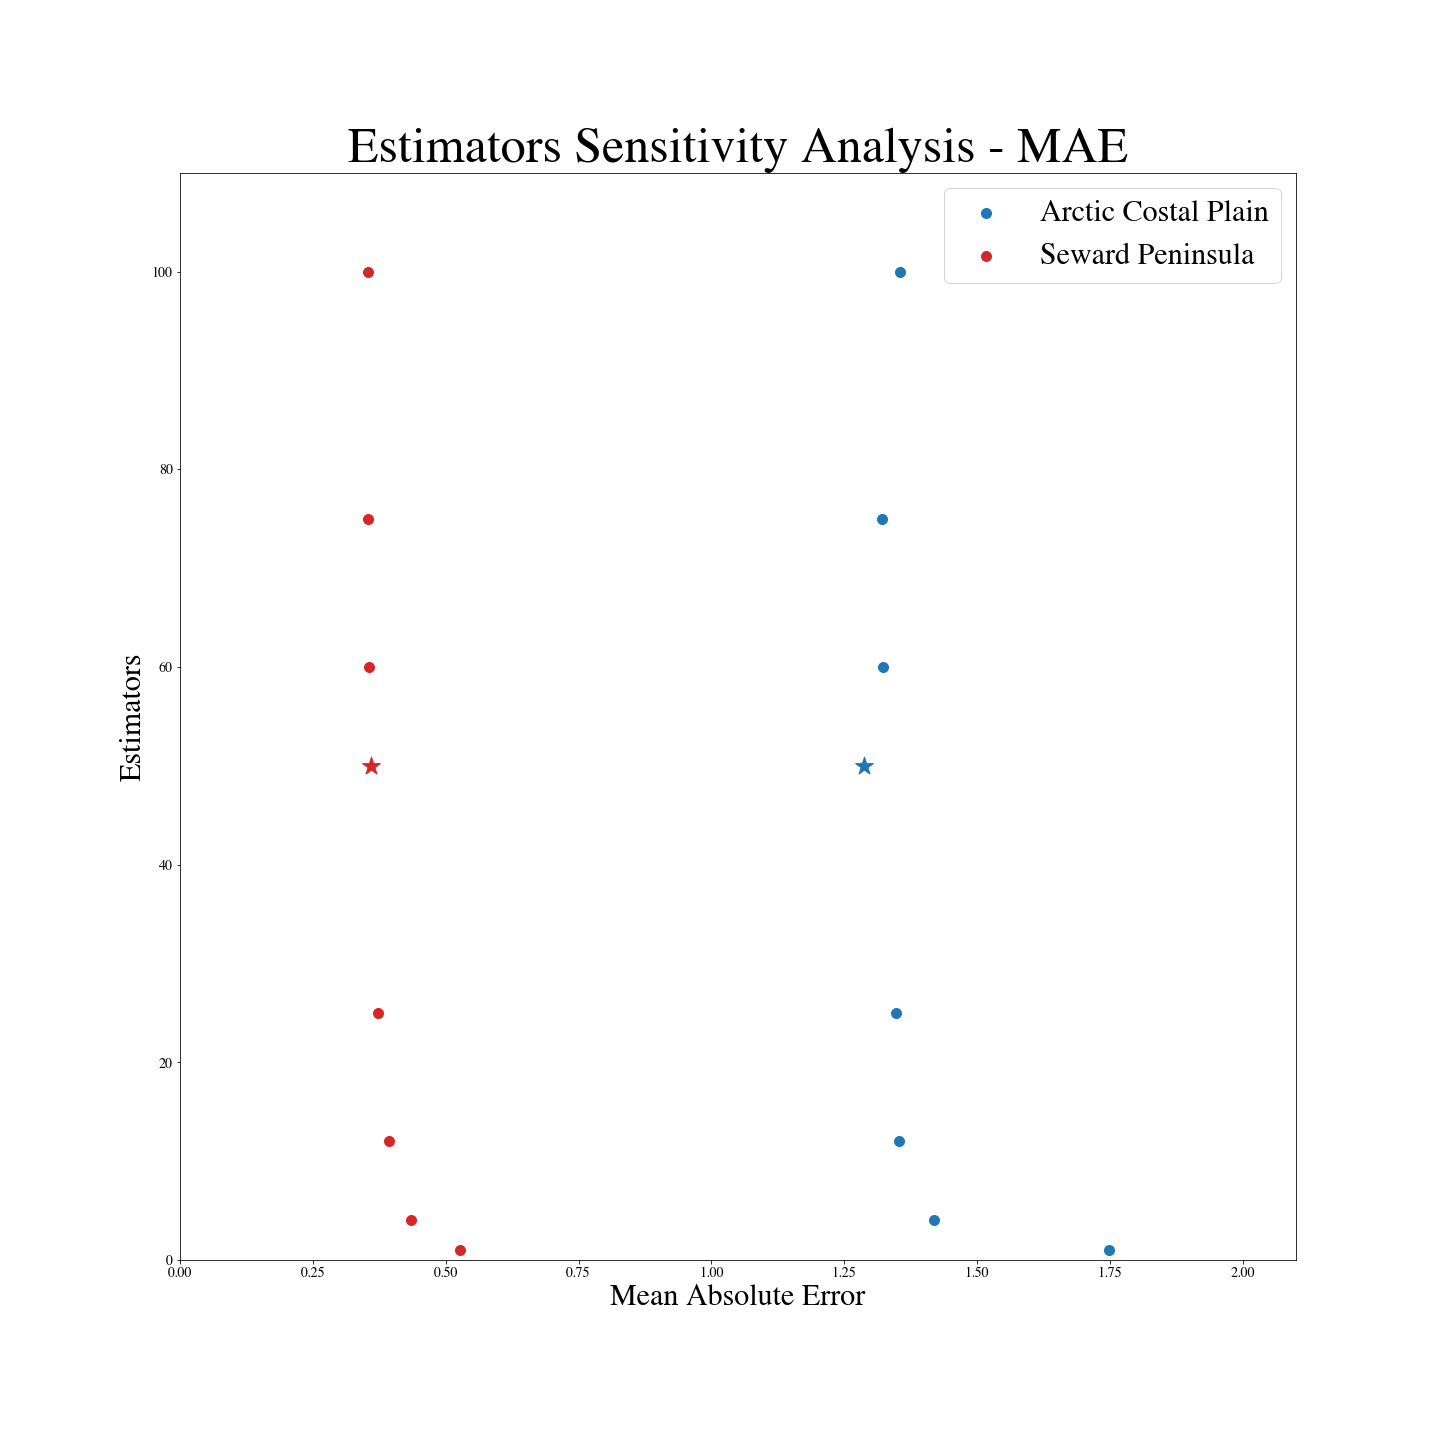 Estimators Sensitivity Analysis - MAE
Arctic Costal Plain
Seward Peninsula
100
80
60
40
20
0
Estimators
0.00 0.25 0.50 0.75 1.00 1.25 1.50 1.75 2.00
Mean Absolute Error